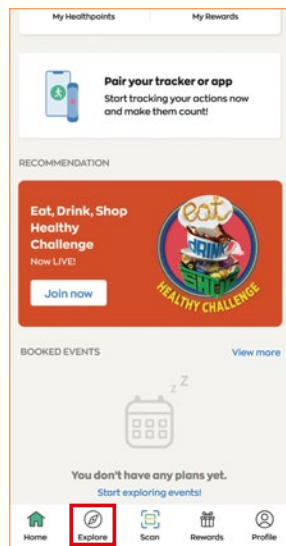 My Healthpoints My Rewards
Pair your tracker or app
Start tracking your actions now
and make them count!
RECOMMENDATION
Eat, Drink, Shop
Healthy
Challenge
Now LIVE!
Join now
eat
DRINK
SHOP
HEALTHY CHALLENGE
BOOKED EVENTS View more
z Z
You don't have any plans yet.
Start exploring events!
Home Explore Scan Rewards Profile